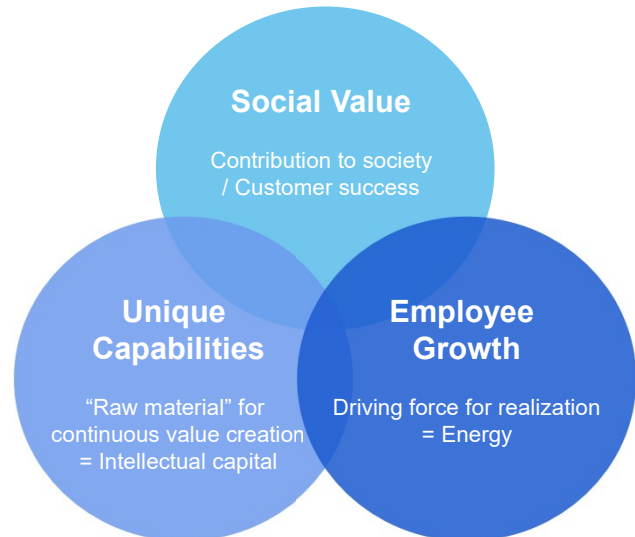 Social Value
Contribution to society
/ Customer success
Unique
Capabilities
“Raw material” for
continuous value creation
= Intellectual capital
Employee
Growth
Driving force for realization
= Energy